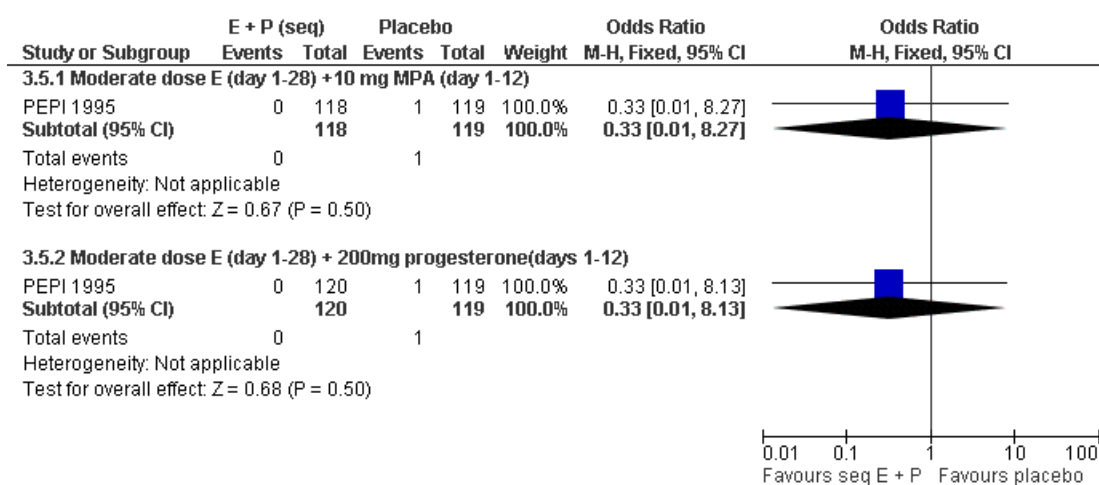 E + P (seq) Placebo Odds Ratio Odds Ratio
Study or Subgroup Events Total Events Total Weight M-H, Fixed, 95% CI M-H, Fixed, 95% CI
3.5.1 Moderate dose E (day 1-28) +10 mg MPA (day 1-12)
PEPI 1995 0 118 1 119 100.0% 0.33 [0.01, 8.27]
Subtotal (95% CI) 118 119 100.0% 0.33 [0.01, 8.27]
Total events 0 1
Heterogeneity: Not applicable
Test for overall effect: Z = 0.67 (P = 0.50)
3.5.2 Moderate dose E (day 1-28) + 200mg progesterone(days 1-12)
PEPI 1995 0 120 1 119 100.0% 0.33 [0.01, 8.13]
Subtotal (95% CI) 120 119 100.0% 0.33 [0.01, 8.13]
Total events 0 1
Heterogeneity: Not applicable
Test for overall effect: Z = 0.68 (P = 0.50)
0.01 0.1 1 10 100
Favours seq E + P Favours placebo